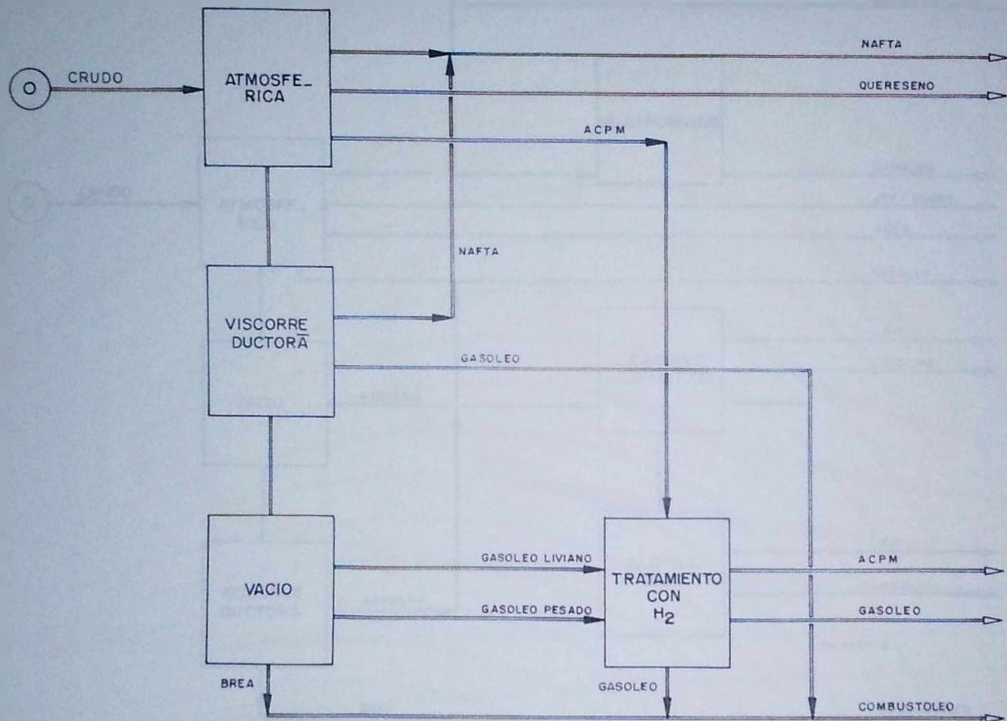 CRUDO
ATMOSFE_
RICA
NAFTA
QUERESENO
ACPM
NAFTA
VISCORRE
DUCTORA
GASOLEO
VACIO
GASOLEO LIVIANO
GASOLEO PESADO
TRATAMIENTO
CON
H2
ACPM
GASOLEO
BREA
GASOLEO
COMBUSTOLEO